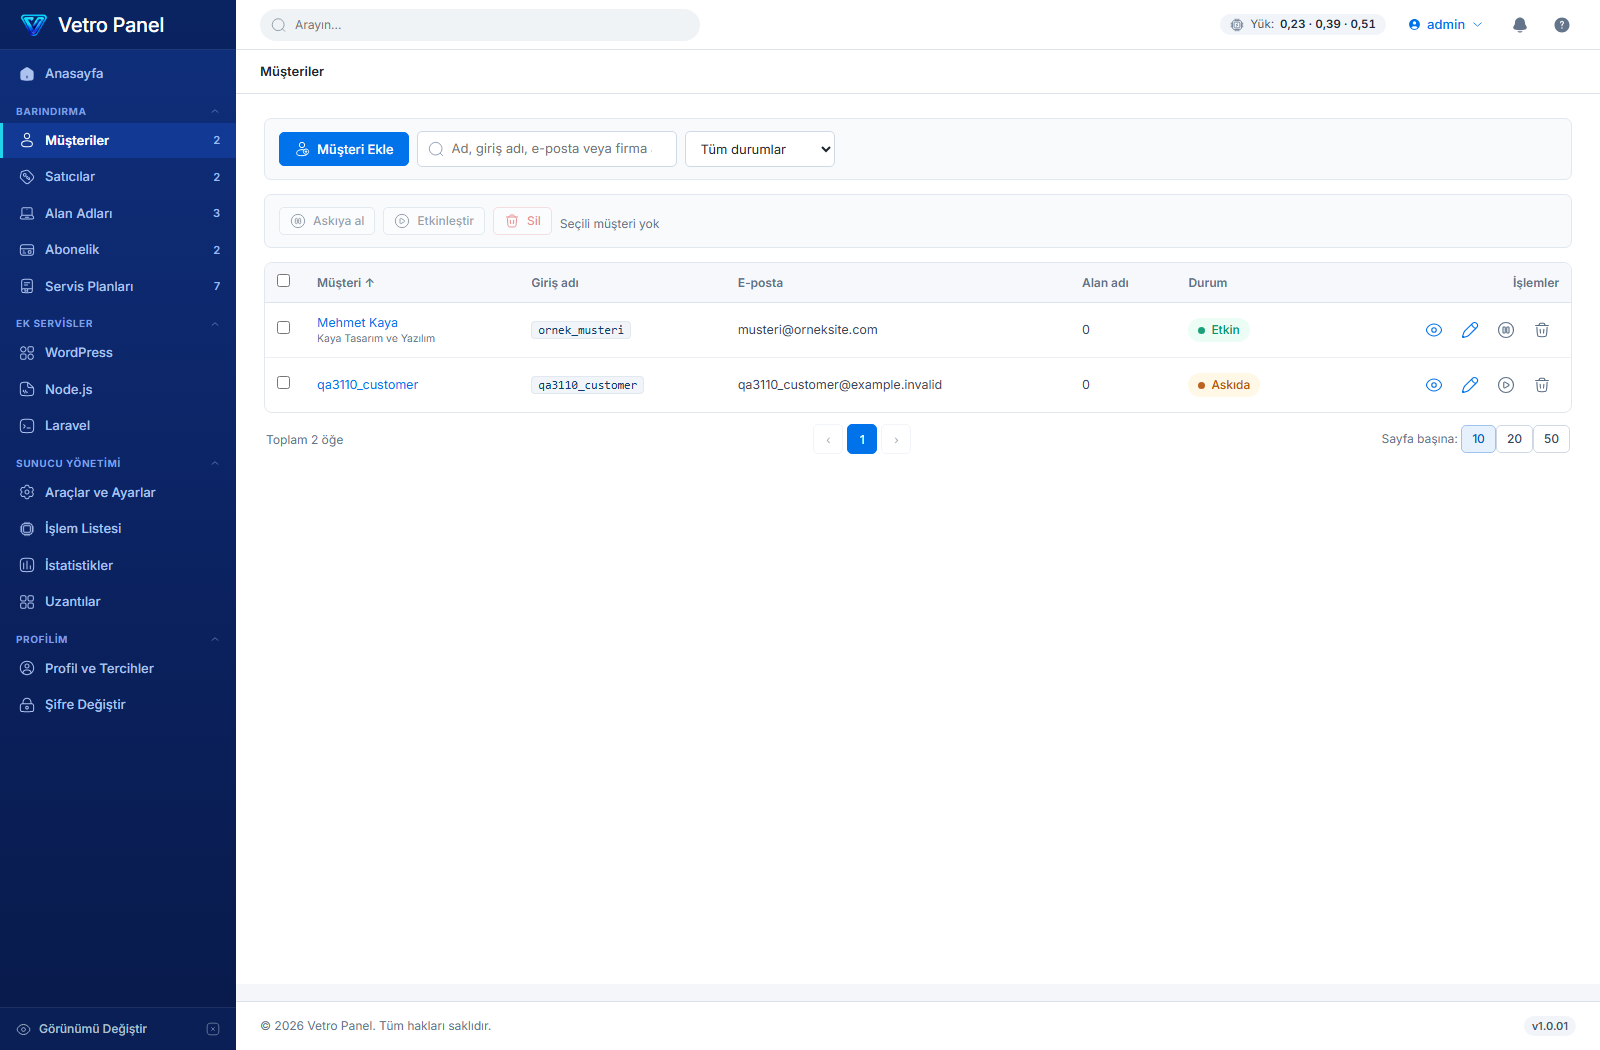 Vetro Panel
Arayın...
Yük: 0,23 · 0,39 · 0,51
admin
Anasayfa
BARINDIRMA
Müşteriler 2
Satıcılar 2
Alan Adları 3
Abonelik 2
Servis Planları 7
EK SERVİSLER
WordPress
Node.js
Laravel
SUNUCU YÖNETİMİ
Araçlar ve Ayarlar
İşlem Listesi
İstatistikler
Uzantılar
PROFİLİM
Profil ve Tercihler
Şifre Değiştir
Görünümü Değiştir
Müşteriler
Müşteri Ekle
Ad, giriş adı, e-posta veya firma
Tüm durumlar
Askıya al
Etkinleştir
Sil
Seçili müşteri yok
Müşteri ↑ Giriş adı E-posta Alan adı Durum İşlemler
Mehmet Kaya ornek_musteri musteri@orneksite.com 0 Etkin
Kaya Tasarım ve Yazılım
qa3110_customer qa3110_customer qa3110_customer@example.invalid 0 Askıda
Toplam 2 öğe
‹ 1 ›
Sayfa başına: 10 20 50
© 2026 Vetro Panel. Tüm hakları saklıdır.
v1.0.01